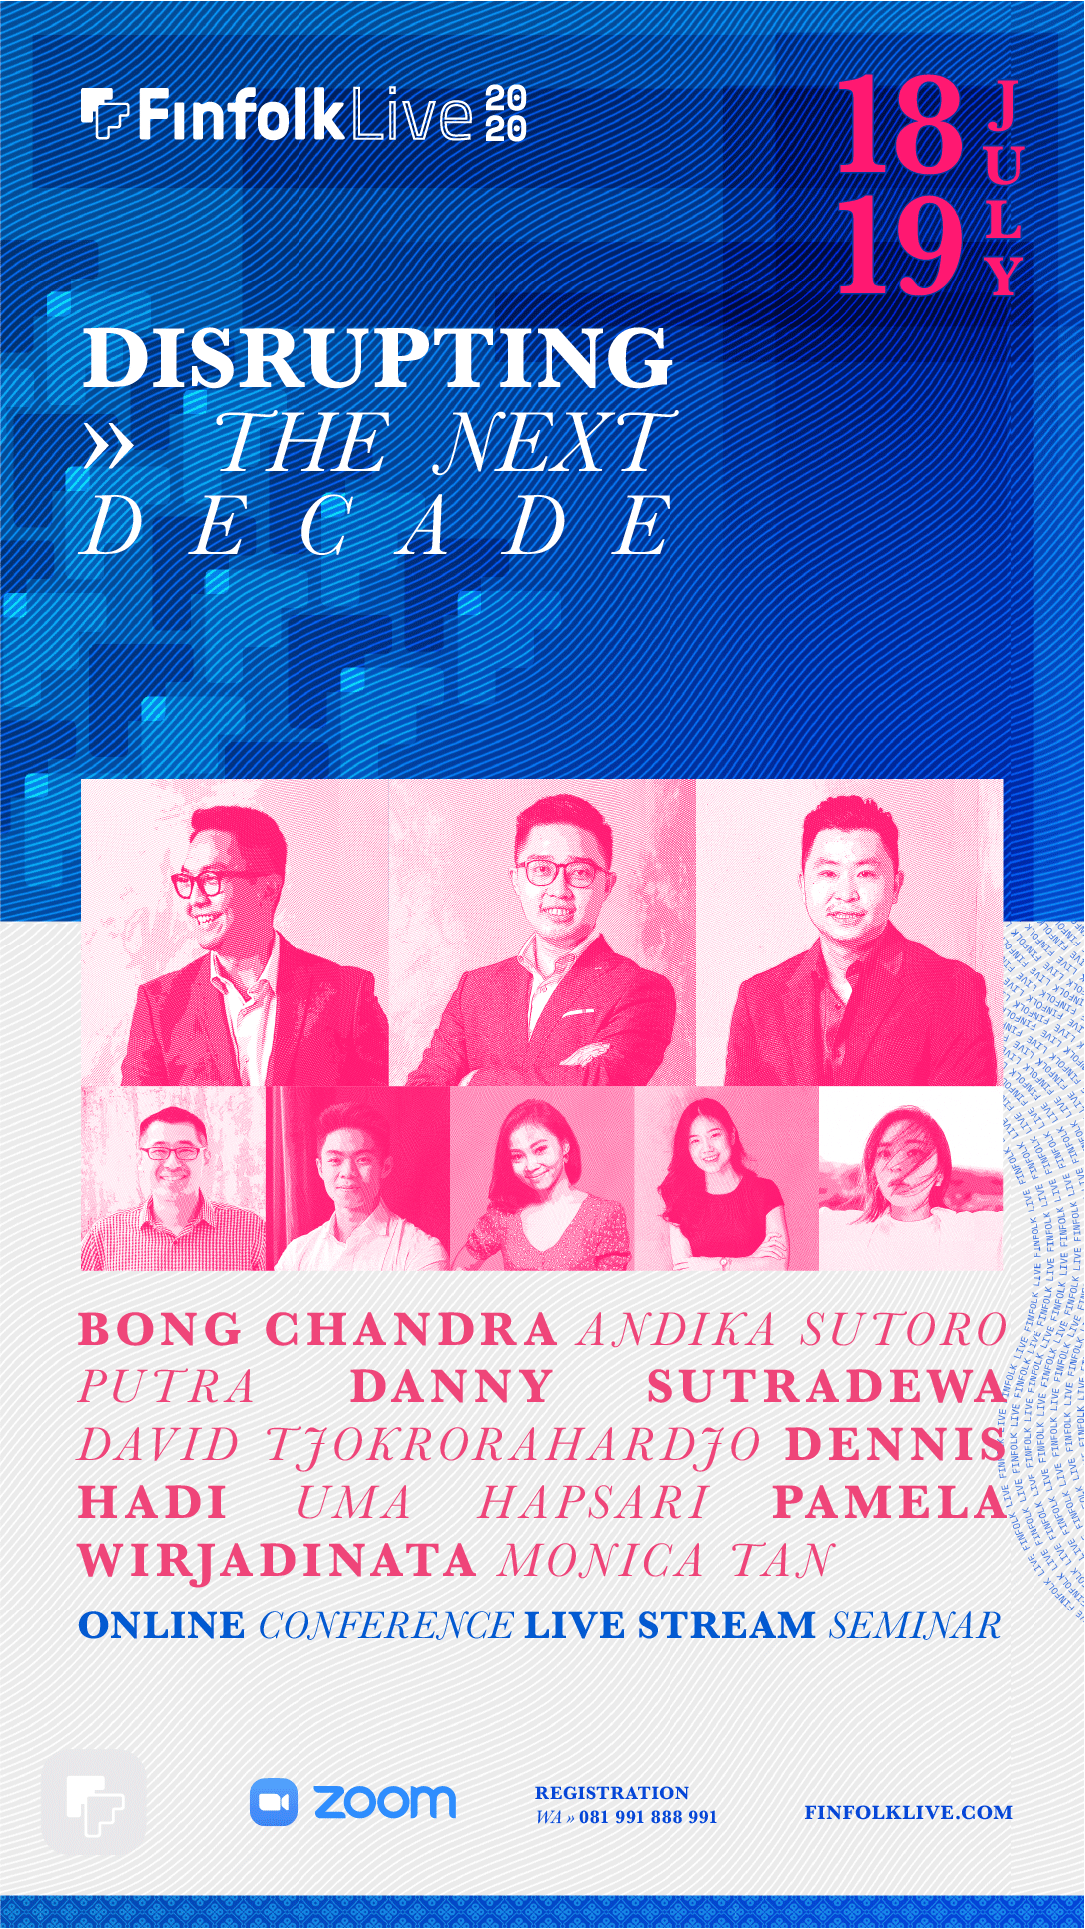 Finfolk Live 2020
18
19
JULY
DISRUPTING
» THE NEXT
DECADE
BONG CHANDRA ANDIKA SUTORO
PUTRA DANNY SUTRADEWA
DAVID TJOKRORAHARDJO DENNIS
HADI UMA HAPSARI PAMELA
WIRJADINATA MONICA TAN
ONLINE CONFERENCE LIVE STREAM SEMINAR
zoom
REGISTRATION
WA » 081 991 888 991
FINFOLKLIVE.COM